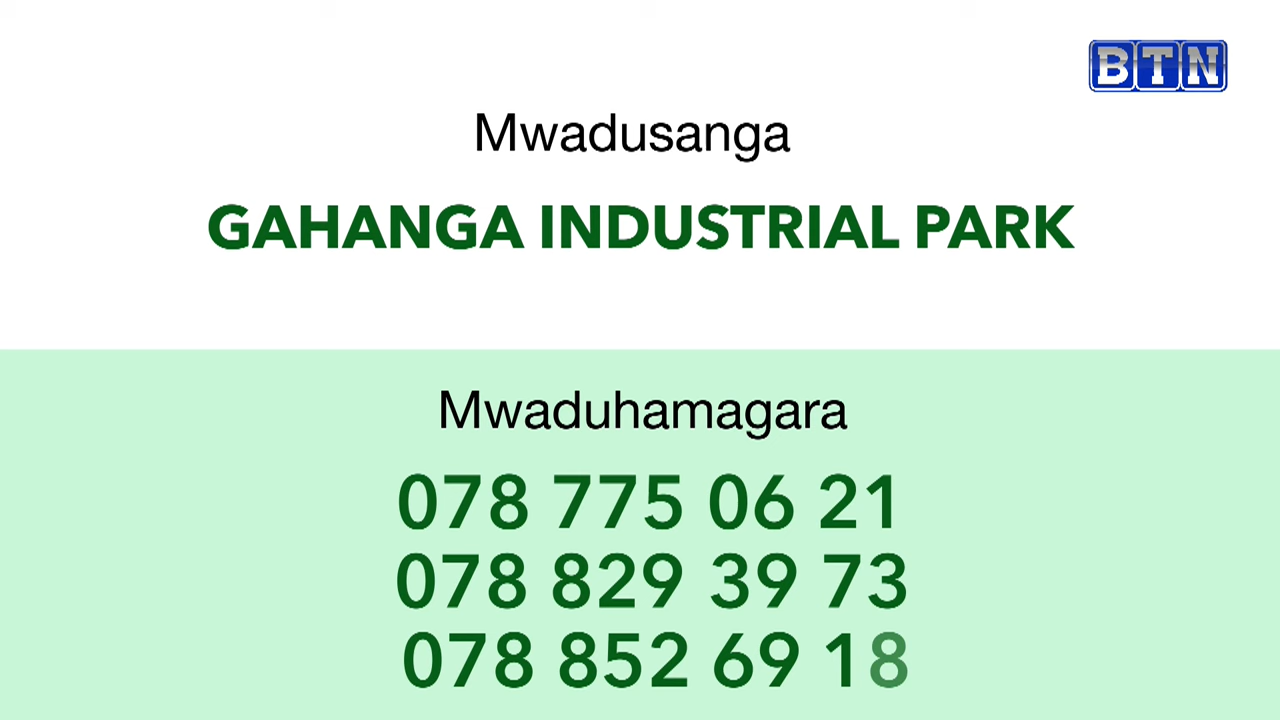 BTN
Mwadusanga
GAHANGA INDUSTRIAL PARK
Mwaduhamagara
078 775 06 21
078 829 39 73
078 852 69 18